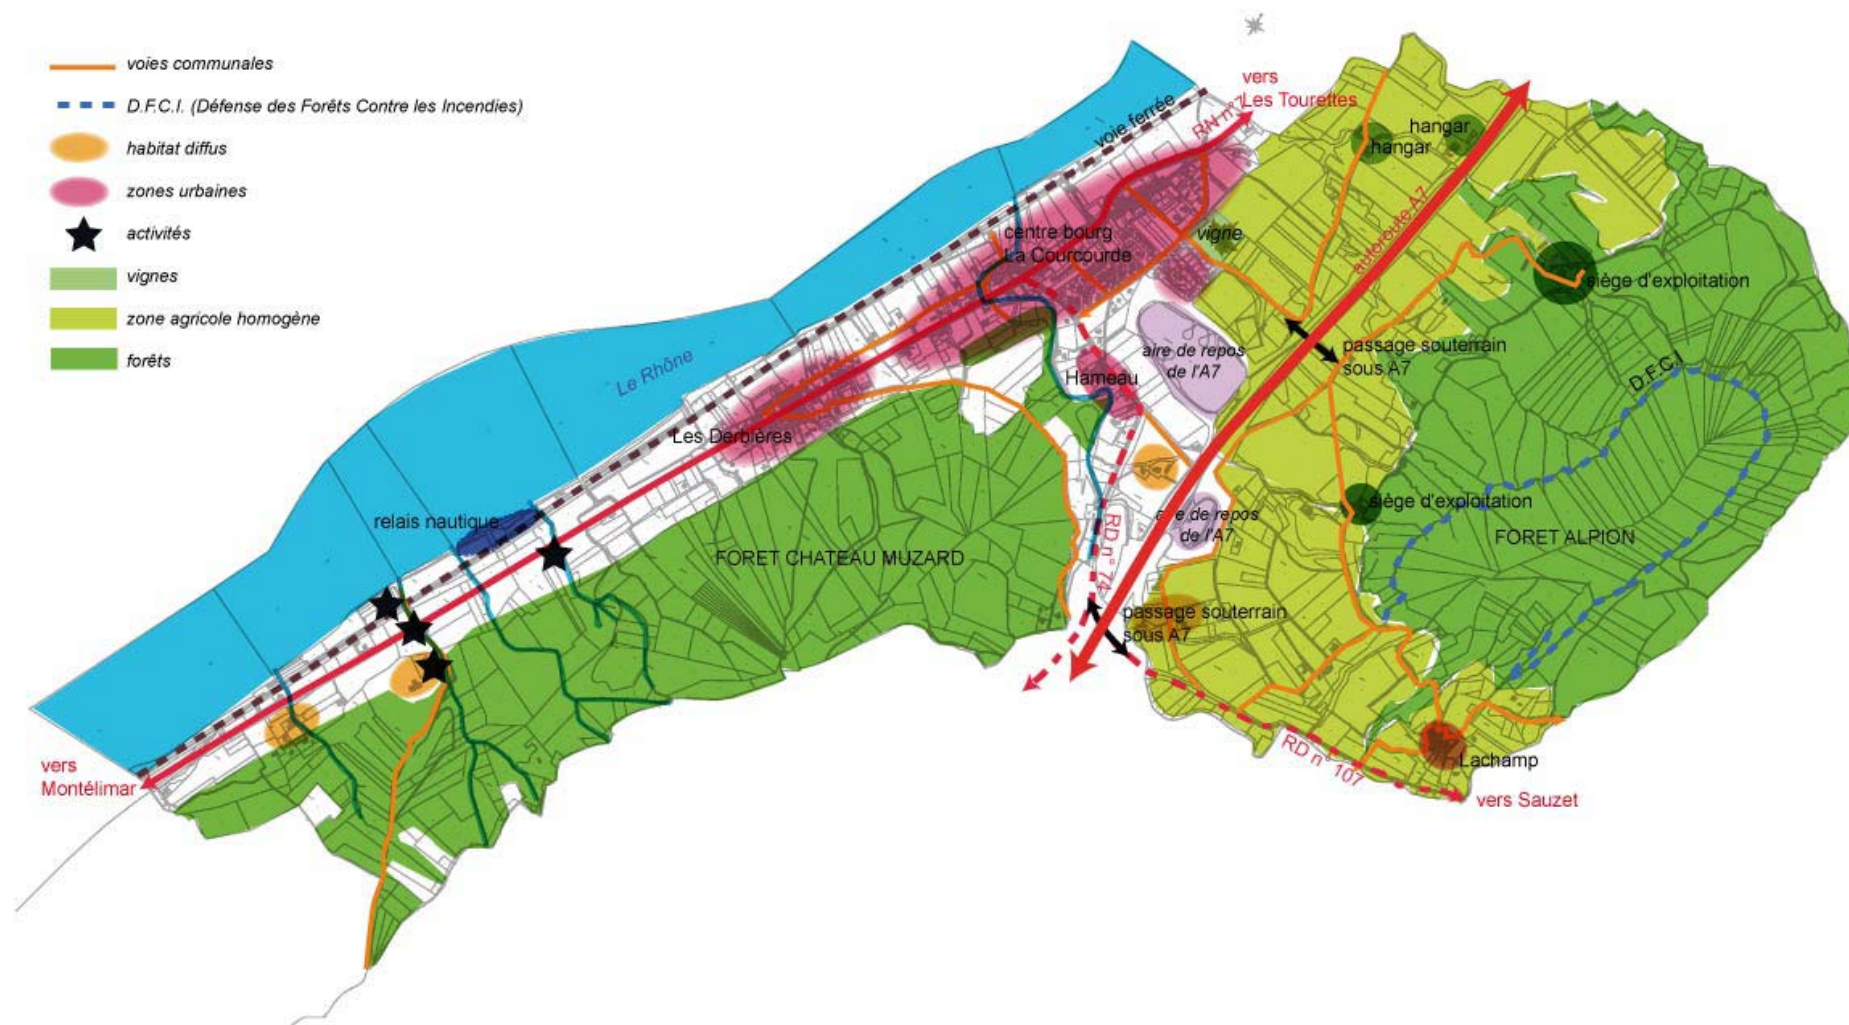 voies communales
D.F.C.I. (Défense des Forêts Contre les Incendies)
habitat diffus
zones urbaines
activités
vignes
zone agricole homogène
forêts
vers
Les Tourettes
RN n°7
voie ferrée
hangar
hangar
autoroute A7
centre bourg
La Courcourde
vigne
siège d'exploitation
Le Rhône
aire de repos
de l'A7
passage souterrain
sous A7
Hameau
D.F.C.I
Les Derbières
relais nautique
siège d'exploitation
aire de repos
de l'A7
FORET CHATEAU MUZARD
RD n° 74
FORET ALPION
passage souterrain
sous A7
vers
Montélimar
RD n° 107
Lachamp
vers Sauzet